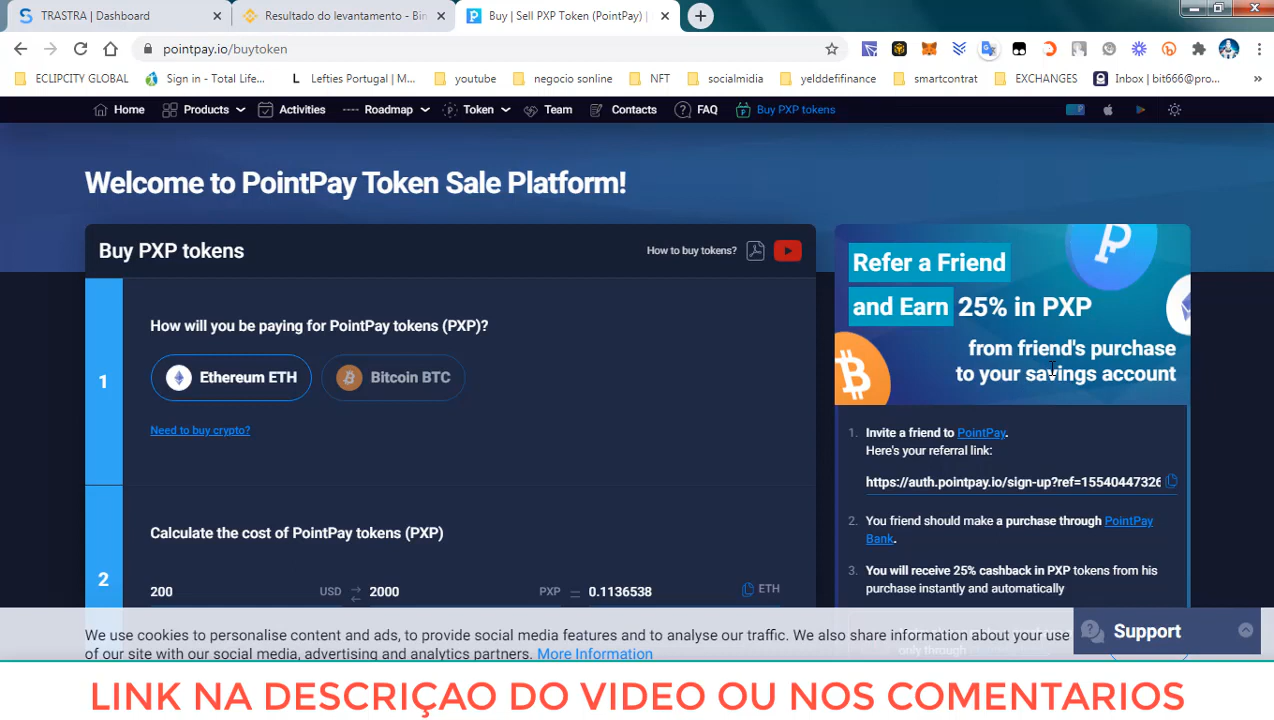 TRASTRA | Dashboard
Resultado do levantamento - Bin
Buy | Sell PXP Token (PointPay) |
pointpay.io/buytoken
ECLIPCITY GLOBAL
Sign in - Total Life...
Lefties Portugal | M...
youtube
negocio sonline
NFT
socialmidia
yelddefifinance
smartcontrat
EXCHANGES
Inbox | bit666@pro...
Home
Products
Activities
Roadmap
Token
Team
Contacts
FAQ
Buy PXP tokens
Welcome to PointPay Token Sale Platform!
Buy PXP tokens
How to buy tokens?
1
How will you be paying for PointPay tokens (PXP)?
Ethereum ETH
Bitcoin BTC
Need to buy crypto?
2
Calculate the cost of PointPay tokens (PXP)
200 USD
2000 PXP = 0.1136538 ETH
Refer a Friend
and Earn 25% in PXP
from friend's purchase
to your savings account
1. Invite a friend to PointPay.
Here's your referral link:
https://auth.pointpay.io/sign-up?ref=15540447326
2. You friend should make a purchase through PointPay
Bank.
3. You will receive 25% cashback in PXP tokens from his
purchase instantly and automatically
only through
We use cookies to personalise content and ads, to provide social media features and to analyse our traffic. We also share information about your use
of our site with our social media, advertising and analytics partners. More Information
Support
LINK NA DESCRIÇAO DO VIDEO OU NOS COMENTARIOS